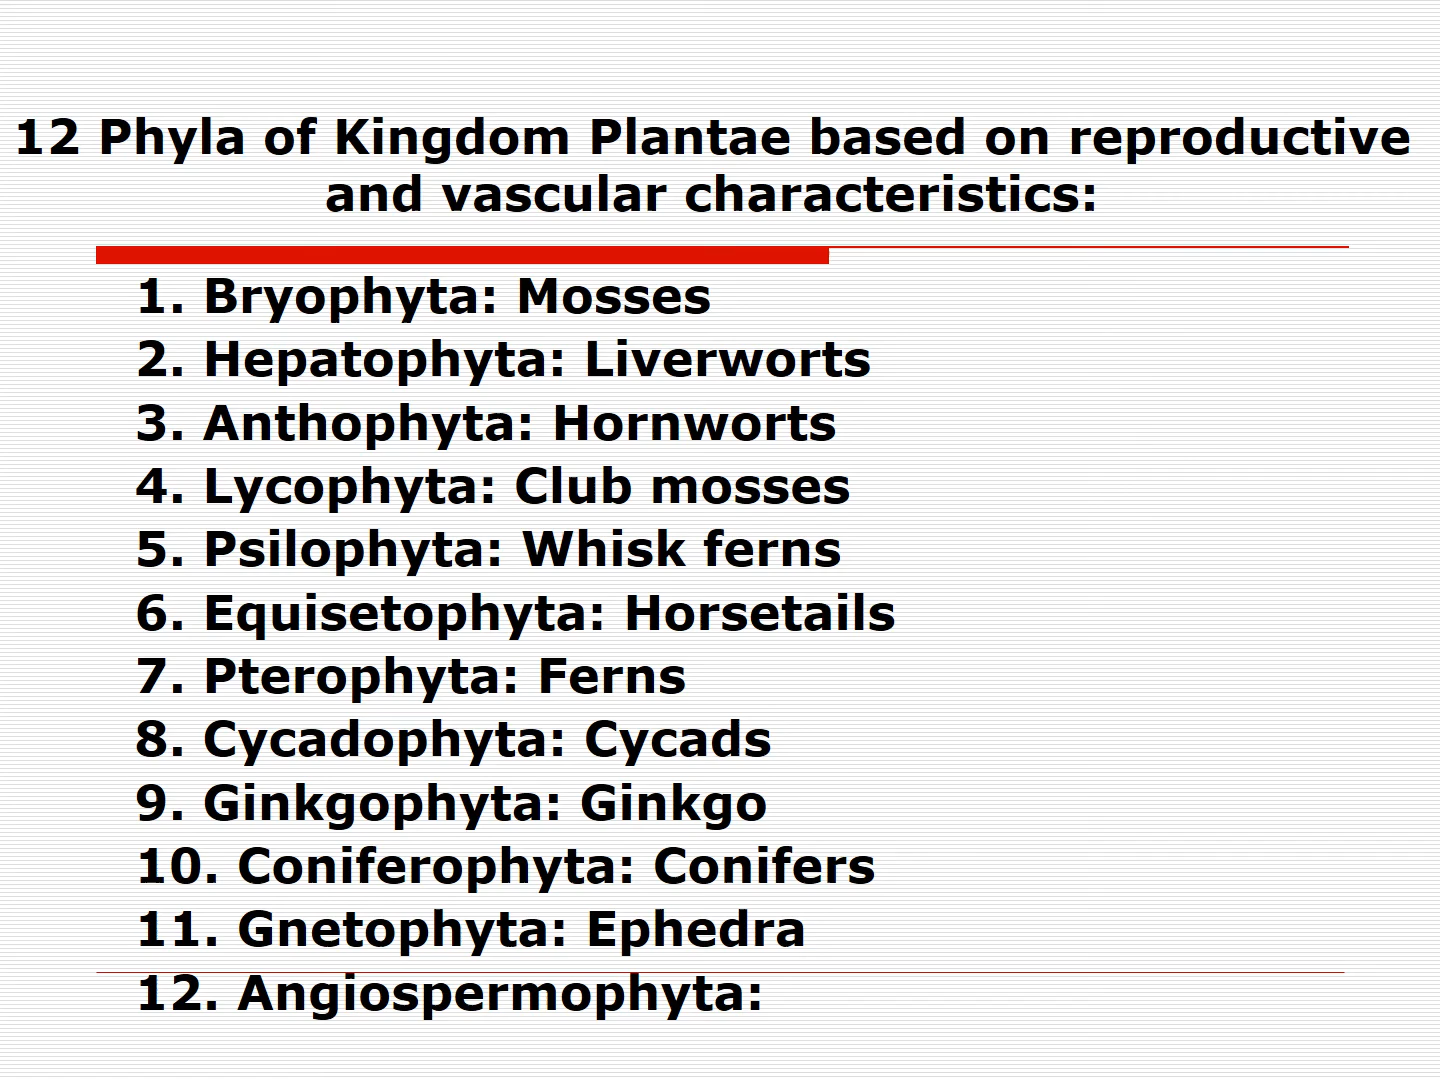 12 Phyla of Kingdom Plantae based on reproductive
and vascular characteristics:
1. Bryophyta: Mosses
2. Hepatophyta: Liverworts
3. Anthophyta: Hornworts
4. Lycophyta: Club mosses
5. Psilophyta: Whisk ferns
6. Equisetophyta: Horsetails
7. Pterophyta: Ferns
8. Cycadophyta: Cycads
9. Ginkgophyta: Ginkgo
10. Coniferophyta: Conifers
11. Gnetophyta: Ephedra
12. Angiospermophyta: